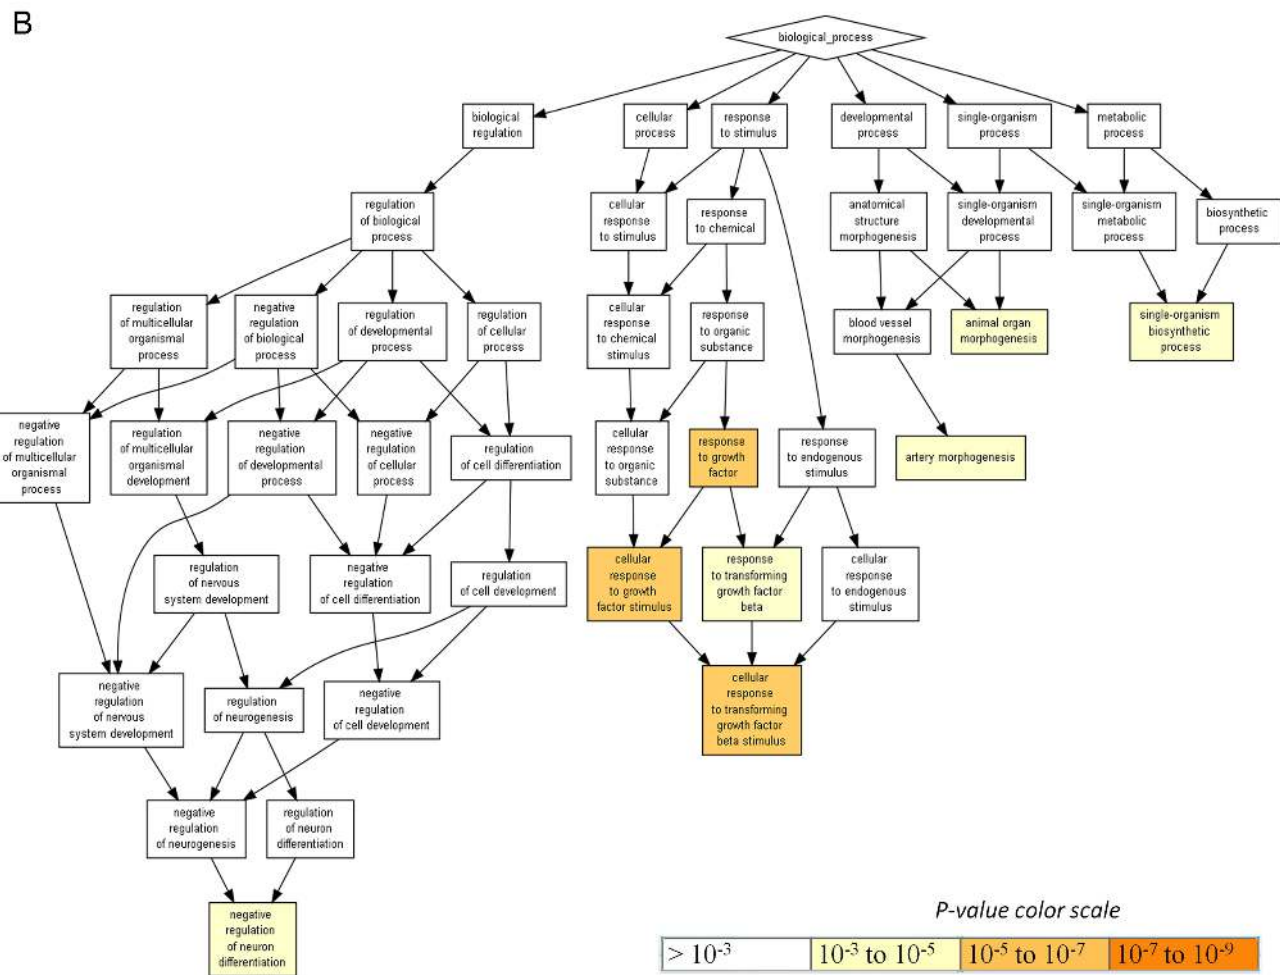 B
biological_process
biological
regulation
cellular
process
response
to stimulus
developmental
process
single-organism
process
metabolic
process
regulation
of biological
process
cellular
response
to stimulus
response
to chemical
anatomical
structure
morphogenesis
single-organism
developmental
process
single-organism
metabolic
process
biosynthetic
process
regulation
of multicellular
organismal
process
negative
regulation
of biological
process
regulation
of developmental
process
regulation
of cellular
process
cellular
response
to chemical
stimulus
response
to organic
substance
blood vessel
morphogenesis
animal organ
morphogenesis
single-organism
biosynthetic
process
negative
regulation
of multicellular
organismal
process
regulation
of multicellular
organismal
development
negative
regulation
of developmental
process
negative
regulation
of cellular
process
regulation
of cell differentiation
cellular
response
to organic
substance
response
to growth
factor
response
to endogenous
stimulus
artery morphogenesis
regulation
of nervous
system development
negative
regulation
of cell differentiation
regulation
of cell development
cellular
response
to growth
factor stimulus
response
to transforming
growth factor
beta
cellular
response
to endogenous
stimulus
negative
regulation
of nervous
system development
regulation
of neurogenesis
negative
regulation
of cell development
cellular
response
to transforming
growth factor
beta stimulus
negative
regulation
of neurogenesis
regulation
of neuron
differentiation
negative
regulation
of neuron
differentiation
P-value color scale
> 10⁻³
10⁻³ to 10⁻⁵
10⁻⁵ to 10⁻⁷
10⁻⁷ to 10⁻⁹